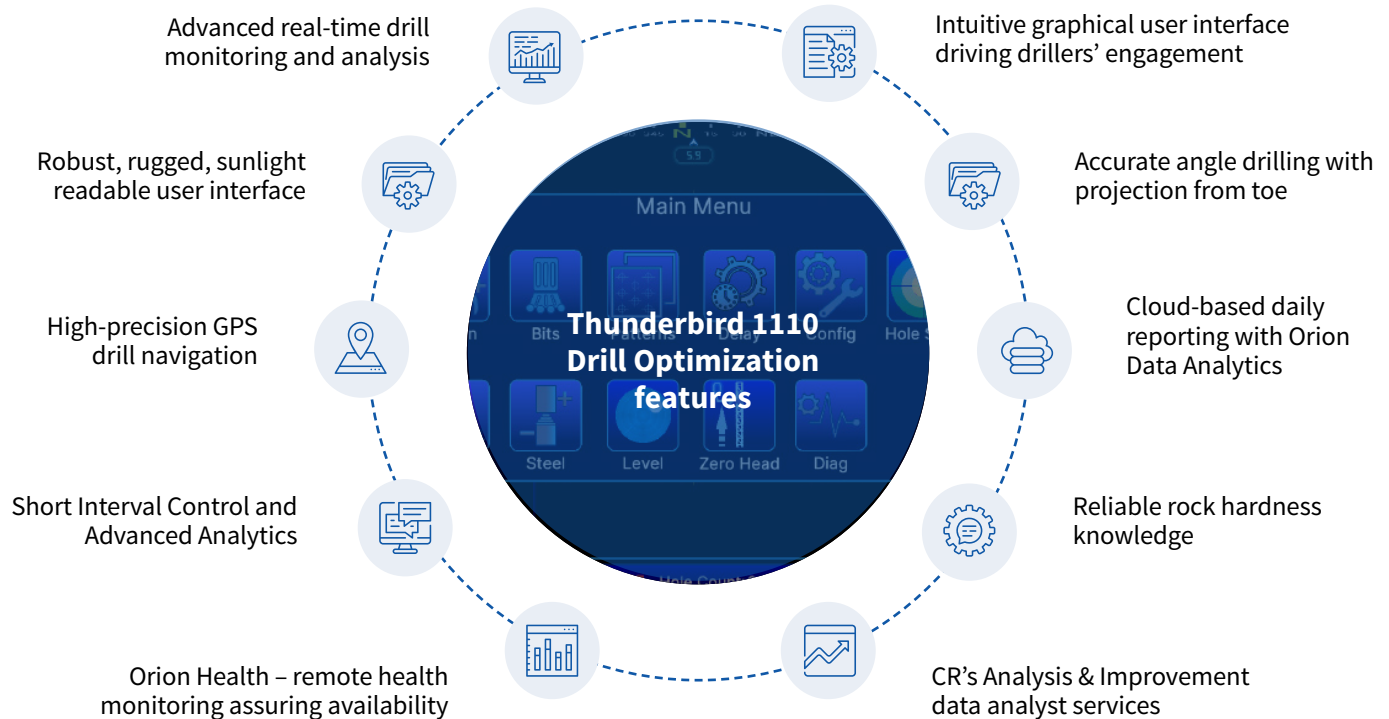 Advanced real-time drill
monitoring and analysis
Intuitive graphical user interface
driving drillers’ engagement
Robust, rugged, sunlight
readable user interface
Accurate angle drilling with
projection from toe
High-precision GPS
drill navigation
Cloud-based daily
reporting with Orion
Data Analytics
Short Interval Control and
Advanced Analytics
Reliable rock hardness
knowledge
Orion Health – remote health
monitoring assuring availability
CR’s Analysis & Improvement
data analyst services
N
59
Main Menu
Bits
Patterns
Delay
Config
Hole
Thunderbird 1110
Drill Optimization
features
Steel
Level
Zero Head
Diag
Hole Count